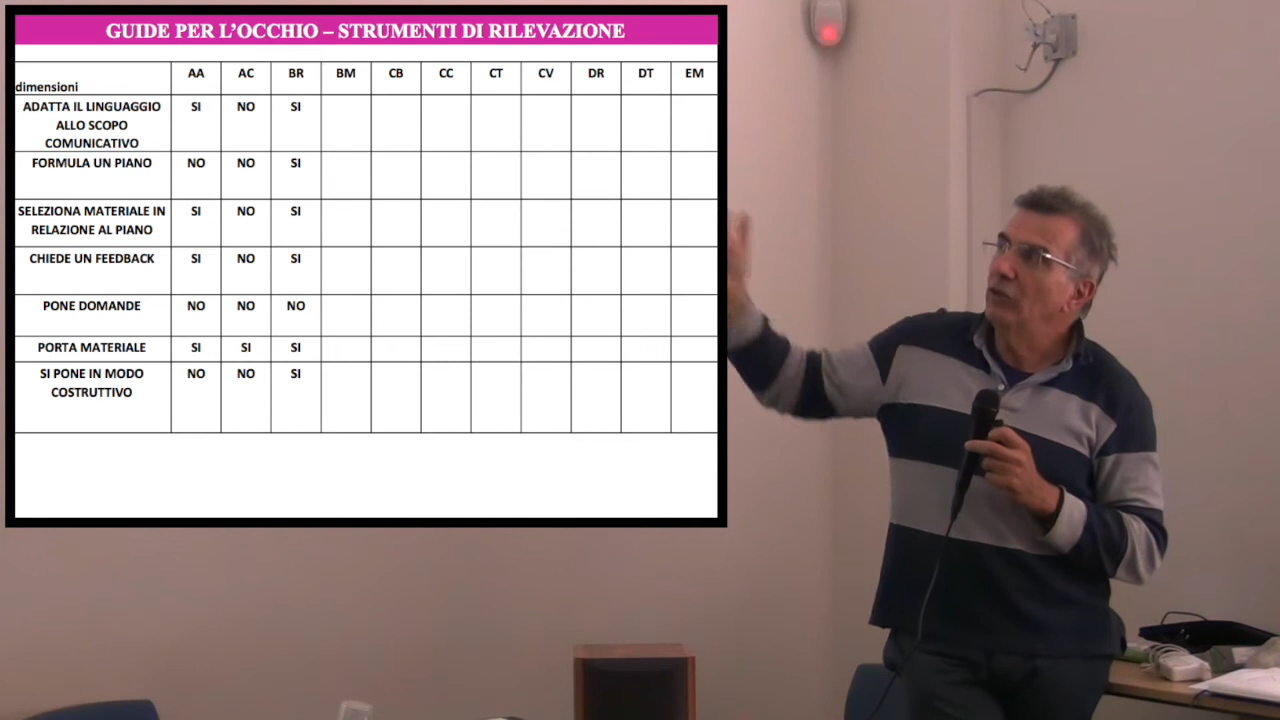 GUIDE PER L'OCCHIO – STRUMENTI DI RILEVAZIONE
dimensioni AA AC BR BM CB CC CT CV DR DT EM
ADATTA IL LINGUAGGIO SI NO SI
ALLO SCOPO
COMUNICATIVO
FORMULA UN PIANO NO NO SI
SELEZIONA MATERIALE IN SI NO SI
RELAZIONE AL PIANO
CHIEDE UN FEEDBACK SI NO SI
PONE DOMANDE NO NO NO
PORTA MATERIALE SI SI SI
SI PONE IN MODO NO NO SI
COSTRUTTIVO